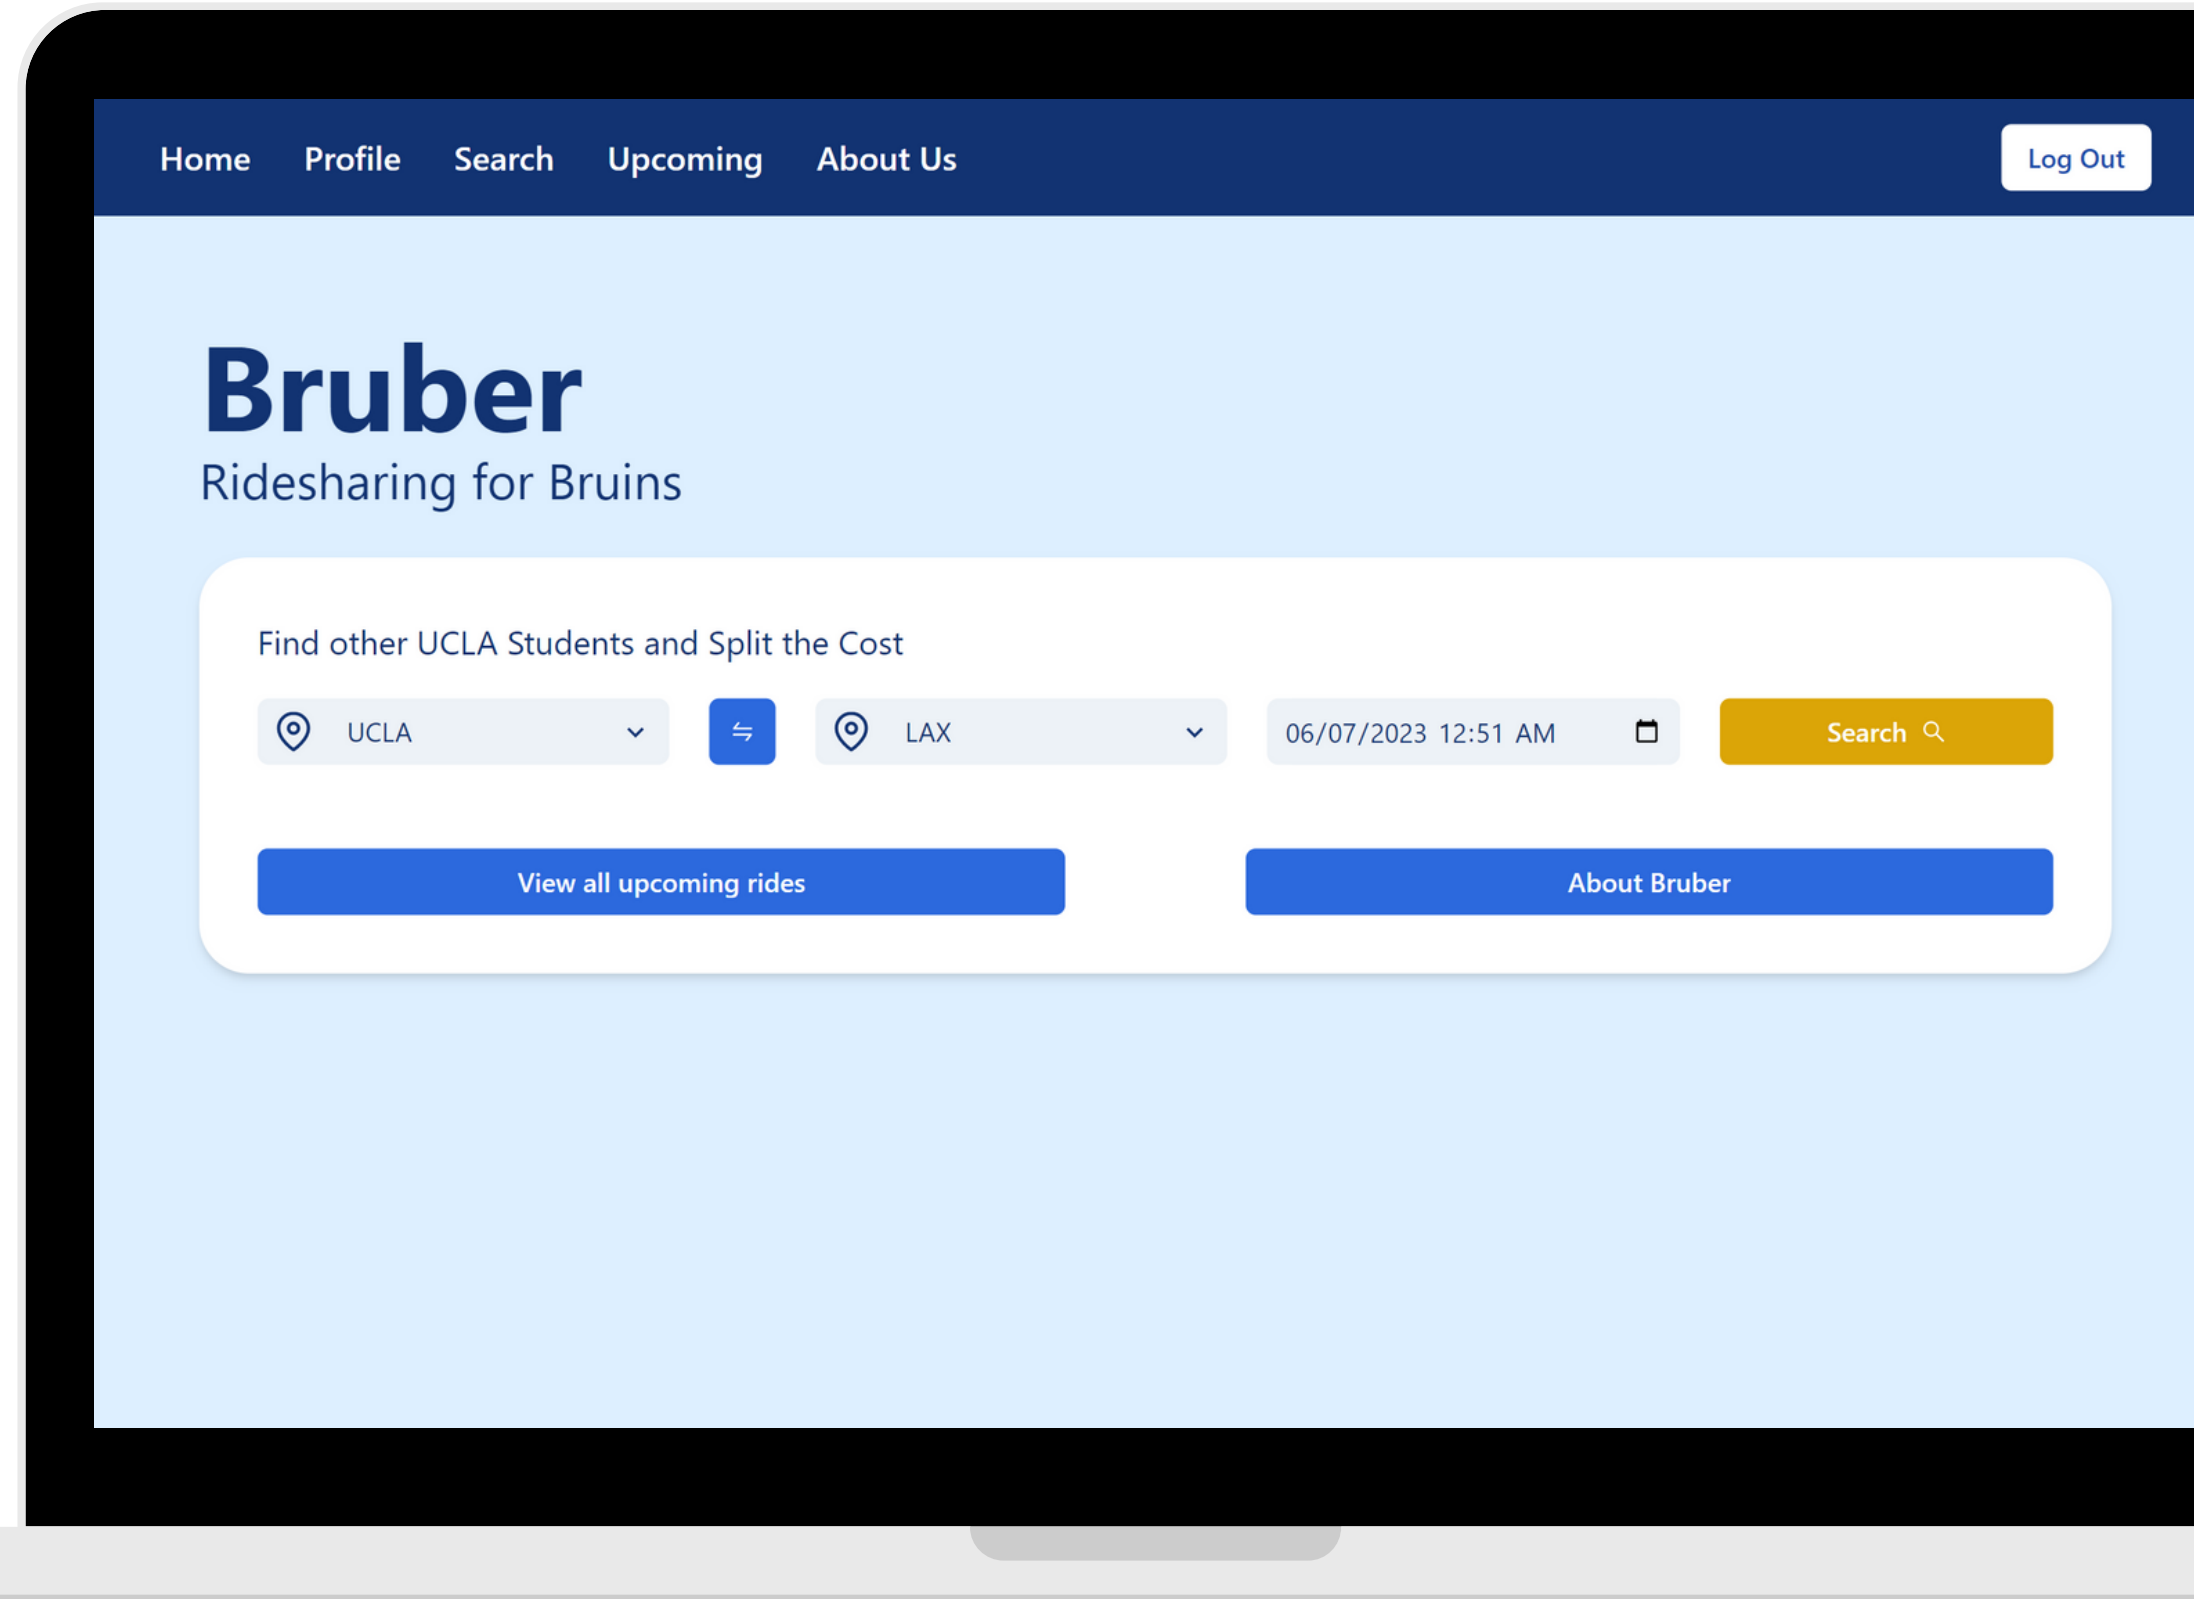 Home Profile Search Upcoming About Us Log Out
Bruber
Ridesharing for Bruins
Find other UCLA Students and Split the Cost
UCLA LAX 06/07/2023 12:51 AM Search
View all upcoming rides About Bruber